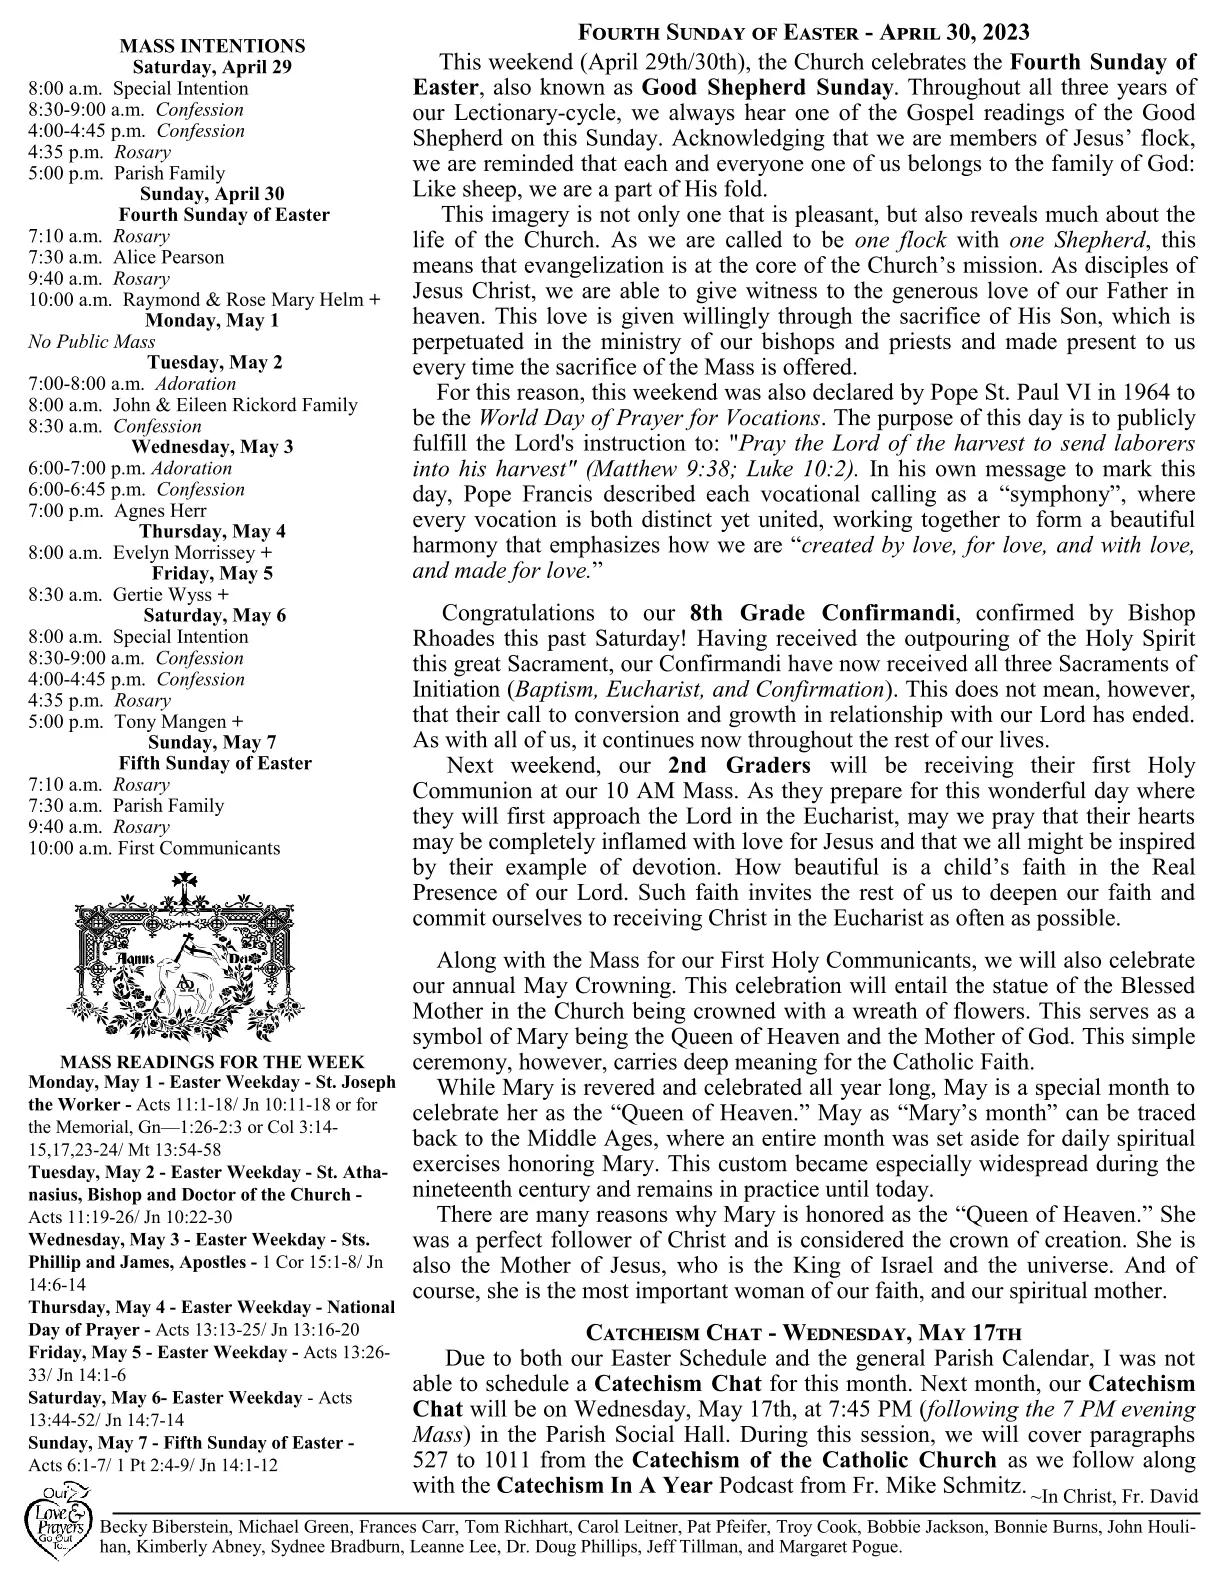 MASS INTENTIONS
Saturday, April 29
8:00 a.m.  Special Intention
8:30-9:00 a.m.  Confession
4:00-4:45 p.m.  Confession
4:35 p.m.  Rosary
5:00 p.m.  Parish Family
Sunday, April 30
Fourth Sunday of Easter
7:10 a.m.  Rosary
7:30 a.m.  Alice Pearson
9:40 a.m.  Rosary
10:00 a.m.  Raymond & Rose Mary Helm +
Monday, May 1
No Public Mass
Tuesday, May 2
7:00-8:00 a.m.  Adoration
8:00 a.m.  John & Eileen Rickord Family
8:30 a.m.  Confession
Wednesday, May 3
6:00-7:00 p.m. Adoration
6:00-6:45 p.m.  Confession
7:00 p.m.  Agnes Herr
Thursday, May 4
8:00 a.m.  Evelyn Morrissey +
Friday, May 5
8:30 a.m.  Gertie Wyss +
Saturday, May 6
8:00 a.m.  Special Intention
8:30-9:00 a.m.  Confession
4:00-4:45 p.m.  Confession
4:35 p.m.  Rosary
5:00 p.m.  Tony Mangen +
Sunday, May 7
Fifth Sunday of Easter
7:10 a.m.  Rosary
7:30 a.m.  Parish Family
9:40 a.m.  Rosary
10:00 a.m. First Communicants
Agnus Dei
MASS READINGS FOR THE WEEK
Monday, May 1 - Easter Weekday - St. Joseph
the Worker - Acts 11:1-18/ Jn 10:11-18 or for
the Memorial, Gn—1:26-2:3 or Col 3:14-
15,17,23-24/ Mt 13:54-58
Tuesday, May 2 - Easter Weekday - St. Atha-
nasius, Bishop and Doctor of the Church -
Acts 11:19-26/ Jn 10:22-30
Wednesday, May 3 - Easter Weekday - Sts.
Phillip and James, Apostles - 1 Cor 15:1-8/ Jn
14:6-14
Thursday, May 4 - Easter Weekday - National
Day of Prayer - Acts 13:13-25/ Jn 13:16-20
Friday, May 5 - Easter Weekday - Acts 13:26-
33/ Jn 14:1-6
Saturday, May 6- Easter Weekday - Acts
13:44-52/ Jn 14:7-14
Sunday, May 7 - Fifth Sunday of Easter -
Acts 6:1-7/ 1 Pt 2:4-9/ Jn 14:1-12
Fourth Sunday of Easter - April 30, 2023
This weekend (April 29th/30th), the Church celebrates the Fourth Sunday of
Easter, also known as Good Shepherd Sunday. Throughout all three years of
our Lectionary-cycle, we always hear one of the Gospel readings of the Good
Shepherd on this Sunday. Acknowledging that we are members of Jesus’ flock,
we are reminded that each and everyone one of us belongs to the family of God:
Like sheep, we are a part of His fold.
This imagery is not only one that is pleasant, but also reveals much about the
life of the Church. As we are called to be one flock with one Shepherd, this
means that evangelization is at the core of the Church’s mission. As disciples of
Jesus Christ, we are able to give witness to the generous love of our Father in
heaven. This love is given willingly through the sacrifice of His Son, which is
perpetuated in the ministry of our bishops and priests and made present to us
every time the sacrifice of the Mass is offered.
For this reason, this weekend was also declared by Pope St. Paul VI in 1964 to
be the World Day of Prayer for Vocations. The purpose of this day is to publicly
fulfill the Lord's instruction to: "Pray the Lord of the harvest to send laborers
into his harvest" (Matthew 9:38; Luke 10:2). In his own message to mark this
day, Pope Francis described each vocational calling as a “symphony”, where
every vocation is both distinct yet united, working together to form a beautiful
harmony that emphasizes how we are “created by love, for love, and with love,
and made for love.”
Congratulations to our 8th Grade Confirmandi, confirmed by Bishop
Rhoades this past Saturday! Having received the outpouring of the Holy Spirit
this great Sacrament, our Confirmandi have now received all three Sacraments of
Initiation (Baptism, Eucharist, and Confirmation). This does not mean, however,
that their call to conversion and growth in relationship with our Lord has ended.
As with all of us, it continues now throughout the rest of our lives.
Next weekend, our 2nd Graders will be receiving their first Holy
Communion at our 10 AM Mass. As they prepare for this wonderful day where
they will first approach the Lord in the Eucharist, may we pray that their hearts
may be completely inflamed with love for Jesus and that we all might be inspired
by their example of devotion. How beautiful is a child’s faith in the Real
Presence of our Lord. Such faith invites the rest of us to deepen our faith and
commit ourselves to receiving Christ in the Eucharist as often as possible.
Along with the Mass for our First Holy Communicants, we will also celebrate
our annual May Crowning. This celebration will entail the statue of the Blessed
Mother in the Church being crowned with a wreath of flowers. This serves as a
symbol of Mary being the Queen of Heaven and the Mother of God. This simple
ceremony, however, carries deep meaning for the Catholic Faith.
While Mary is revered and celebrated all year long, May is a special month to
celebrate her as the “Queen of Heaven.” May as “Mary’s month” can be traced
back to the Middle Ages, where an entire month was set aside for daily spiritual
exercises honoring Mary. This custom became especially widespread during the
nineteenth century and remains in practice until today.
There are many reasons why Mary is honored as the “Queen of Heaven.” She
was a perfect follower of Christ and is considered the crown of creation. She is
also the Mother of Jesus, who is the King of Israel and the universe. And of
course, she is the most important woman of our faith, and our spiritual mother.
Catcheism Chat - Wednesday, May 17th
Due to both our Easter Schedule and the general Parish Calendar, I was not
able to schedule a Catechism Chat for this month. Next month, our Catechism
Chat will be on Wednesday, May 17th, at 7:45 PM (following the 7 PM evening
Mass) in the Parish Social Hall. During this session, we will cover paragraphs
527 to 1011 from the Catechism of the Catholic Church as we follow along
with the Catechism In A Year Podcast from Fr. Mike Schmitz.
~In Christ, Fr. David
Our
Love &
Prayers
Go Out
To...
Becky Biberstein, Michael Green, Frances Carr, Tom Richhart, Carol Leitner, Pat Pfeifer, Troy Cook, Bobbie Jackson, Bonnie Burns, John Houli-
han, Kimberly Abney, Sydnee Bradburn, Leanne Lee, Dr. Doug Phillips, Jeff Tillman, and Margaret Pogue.